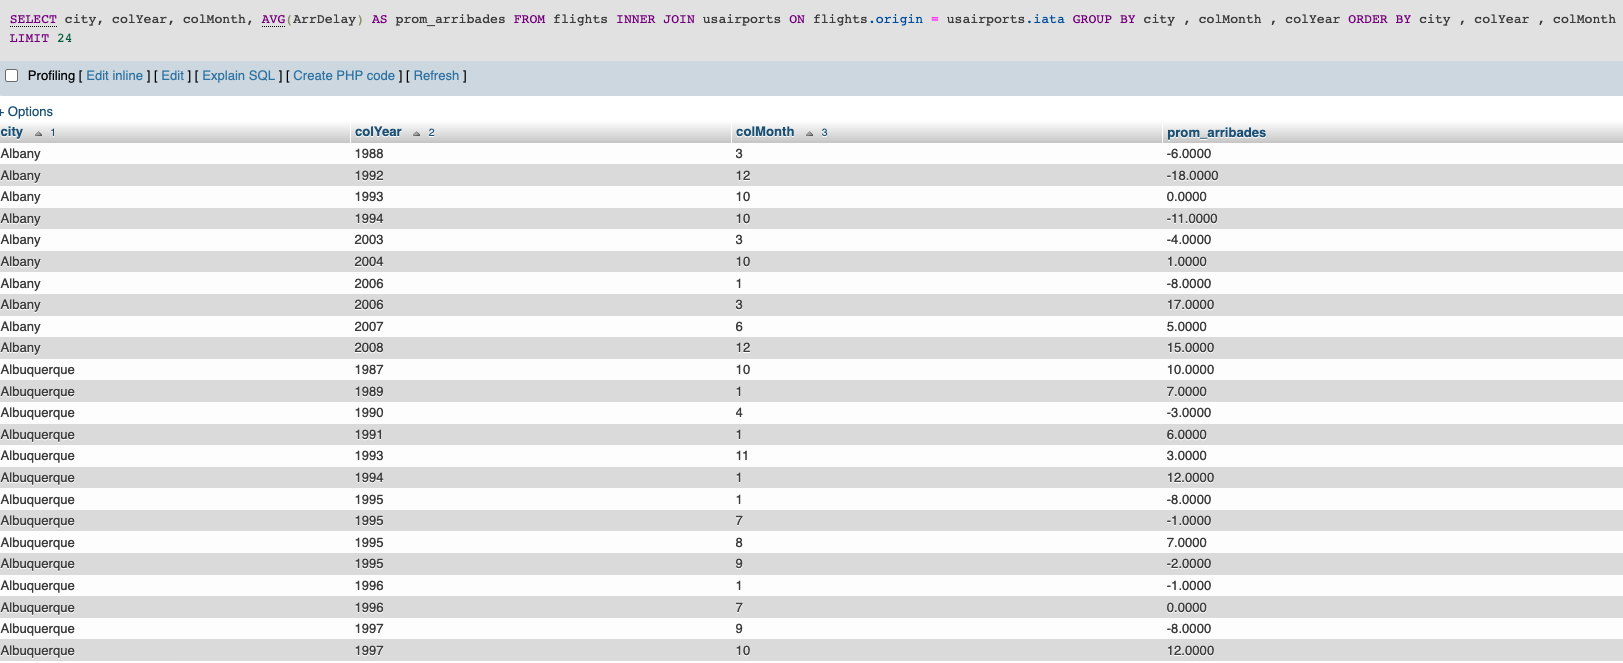 SELECT city, colYear, colMonth, AVG(ArrDelay) AS prom_arribades FROM flights INNER JOIN usairports ON flights.origin = usairports.iata GROUP BY city , colMonth , colYear ORDER BY city , colYear , colMonth
LIMIT 24
Profiling [ Edit inline ] [ Edit ] [ Explain SQL ] [ Create PHP code ] [ Refresh ]
+ Options
city 1 colYear 2 colMonth 3 prom_arribades
Albany 1988 3 -6.0000
Albany 1992 12 -18.0000
Albany 1993 10 0.0000
Albany 1994 10 -11.0000
Albany 2003 3 -4.0000
Albany 2004 10 1.0000
Albany 2006 1 -8.0000
Albany 2006 3 17.0000
Albany 2007 6 5.0000
Albany 2008 12 15.0000
Albuquerque 1987 10 10.0000
Albuquerque 1989 1 7.0000
Albuquerque 1990 4 -3.0000
Albuquerque 1991 1 6.0000
Albuquerque 1993 11 3.0000
Albuquerque 1994 1 12.0000
Albuquerque 1995 1 -8.0000
Albuquerque 1995 7 -1.0000
Albuquerque 1995 8 7.0000
Albuquerque 1995 9 -2.0000
Albuquerque 1996 1 -1.0000
Albuquerque 1996 7 0.0000
Albuquerque 1997 9 -8.0000
Albuquerque 1997 10 12.0000